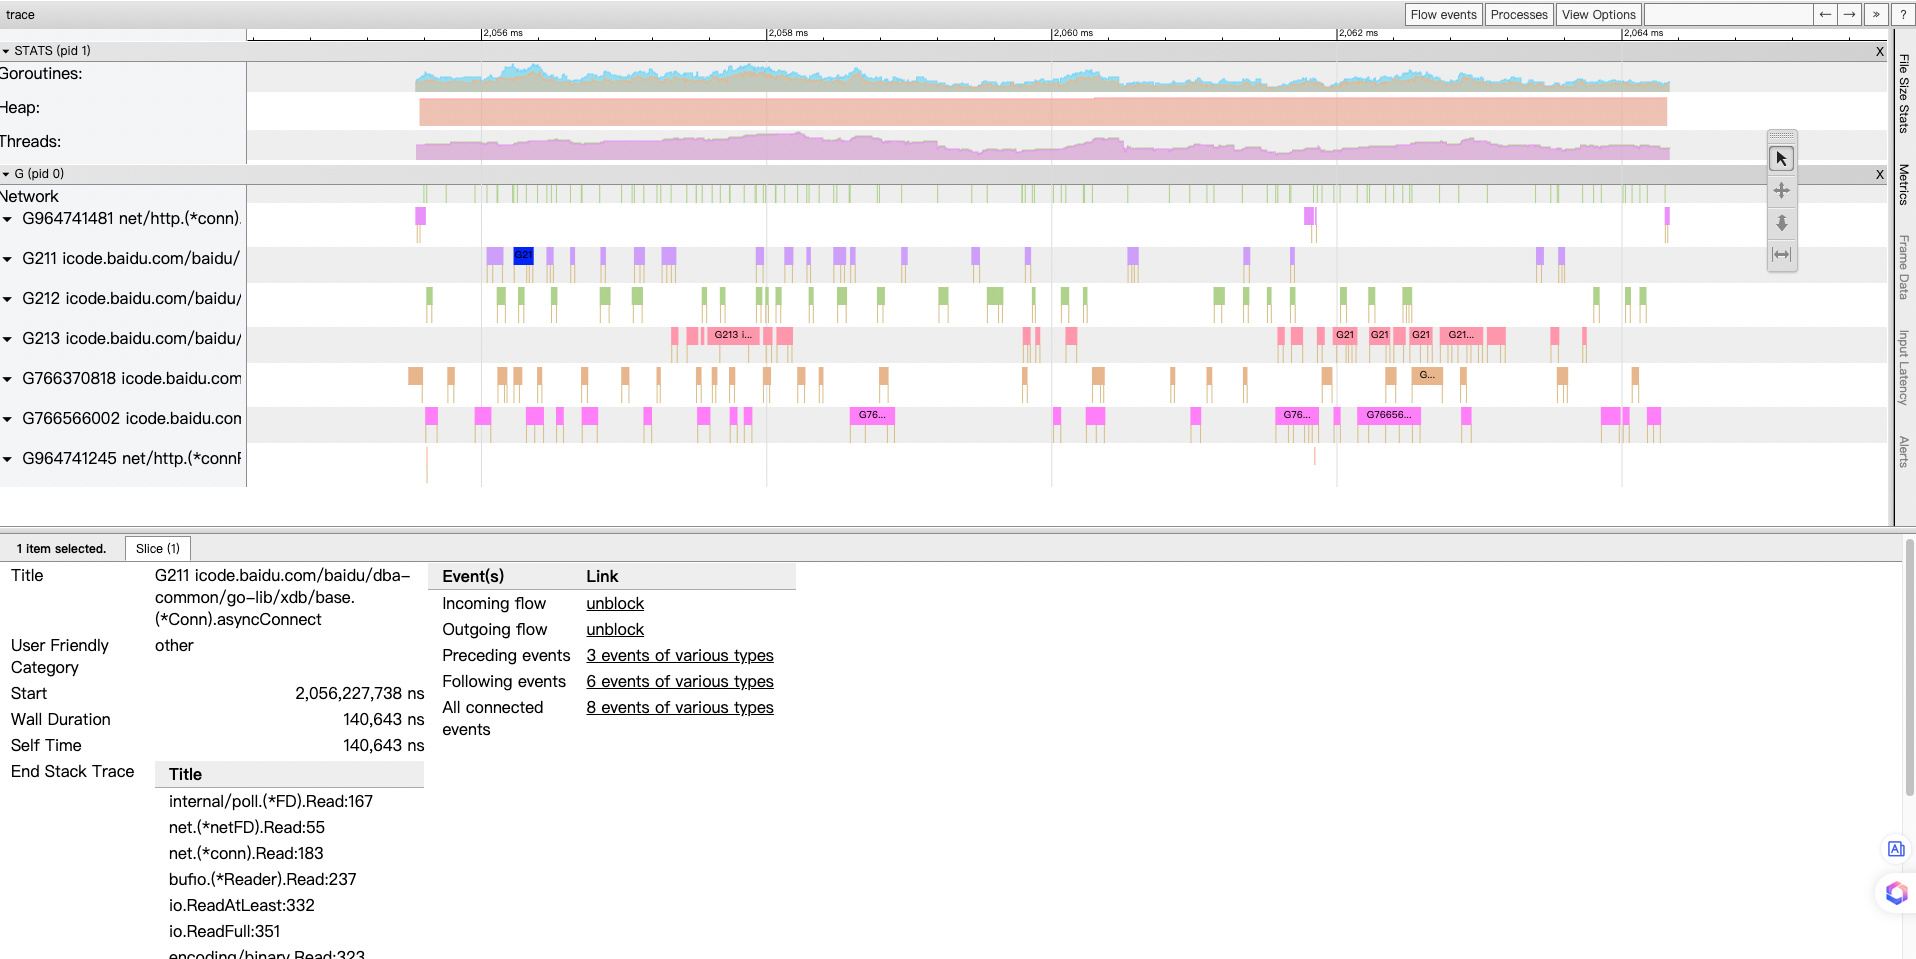 trace
Flow events
Processes
View Options
←
→
»
?
2,056 ms
2,058 ms
2,060 ms
2,062 ms
2,064 ms
STATS (pid 1)
X
Goroutines:
Heap:
Threads:
G (pid 0)
X
Network
G964741481 net/http.(*conn).
G211 icode.baidu.com/baidu/
G21
G212 icode.baidu.com/baidu/
G213 icode.baidu.com/baidu/
G213 i...
G21
G21
G21
G21...
G766370818 icode.baidu.com
G...
G766566002 icode.baidu.con
G76...
G76...
G76656...
G964741245 net/http.(*connF
File Size Stats
Metrics
Frame Data
Input Latency
Alerts
1 item selected.
Slice (1)
Title
G211 icode.baidu.com/baidu/dba-
common/go-lib/xdb/base.
(*Conn).asyncConnect
User Friendly
Category
other
Start
2,056,227,738 ns
Wall Duration
140,643 ns
Self Time
140,643 ns
End Stack Trace
Title
internal/poll.(*FD).Read:167
net.(*netFD).Read:55
net.(*conn).Read:183
bufio.(*Reader).Read:237
io.ReadAtLeast:332
io.ReadFull:351
encoding/binary.Read:323
Event(s)
Link
Incoming flow
unblock
Outgoing flow
unblock
Preceding events
3 events of various types
Following events
6 events of various types
All connected
events
8 events of various types
A